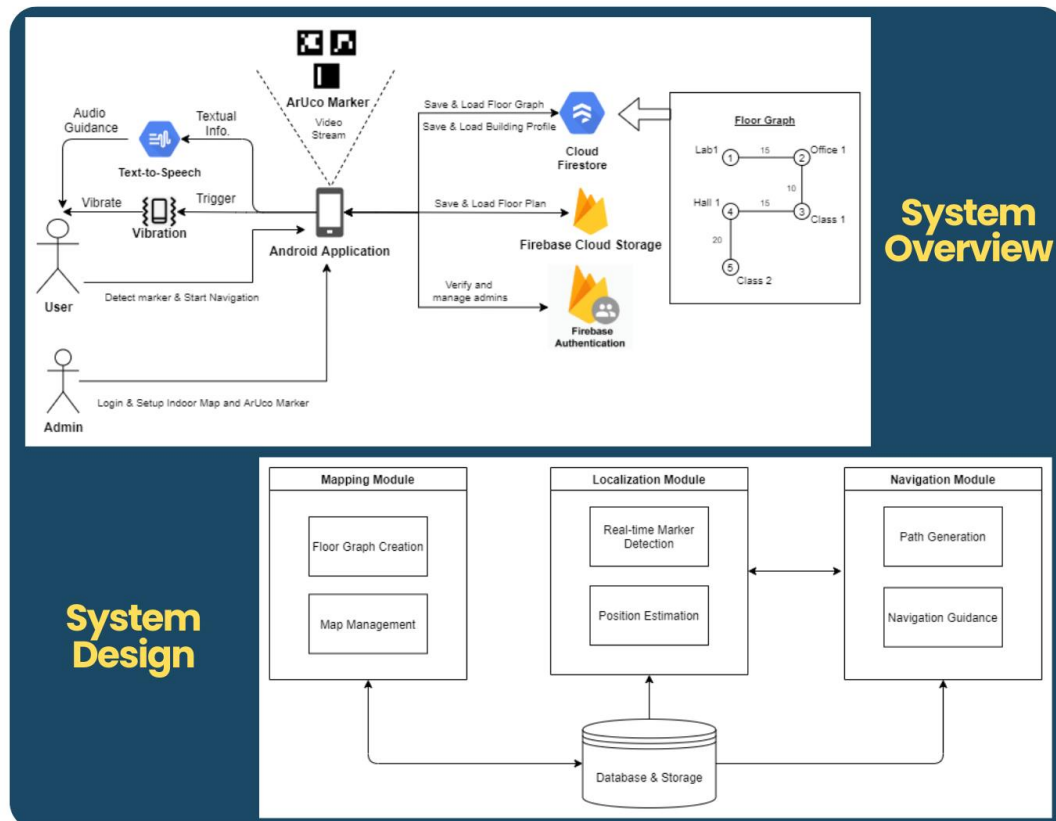 ArUco Marker
Video
Stream
Audio
Guidance
Textual
Info.
Text-to-Speech
Vibrate
Trigger
Vibration
User
Android Application
Detect marker & Start Navigation
Admin
Login & Setup Indoor Map and ArUco Marker
Save & Load Floor Graph
Save & Load Building Profile
Cloud
Firestore
Save & Load Floor Plan
Firebase Cloud Storage
Verify and
manage admins
Firebase
Authentication
Floor Graph
Lab1
1
15
2
Office 1
10
Hall 1
4
15
3
Class 1
20
5
Class 2
System
Overview
System
Design
Mapping Module
Floor Graph Creation
Map Management
Localization Module
Real-time Marker
Detection
Position Estimation
Navigation Module
Path Generation
Navigation Guidance
Database & Storage